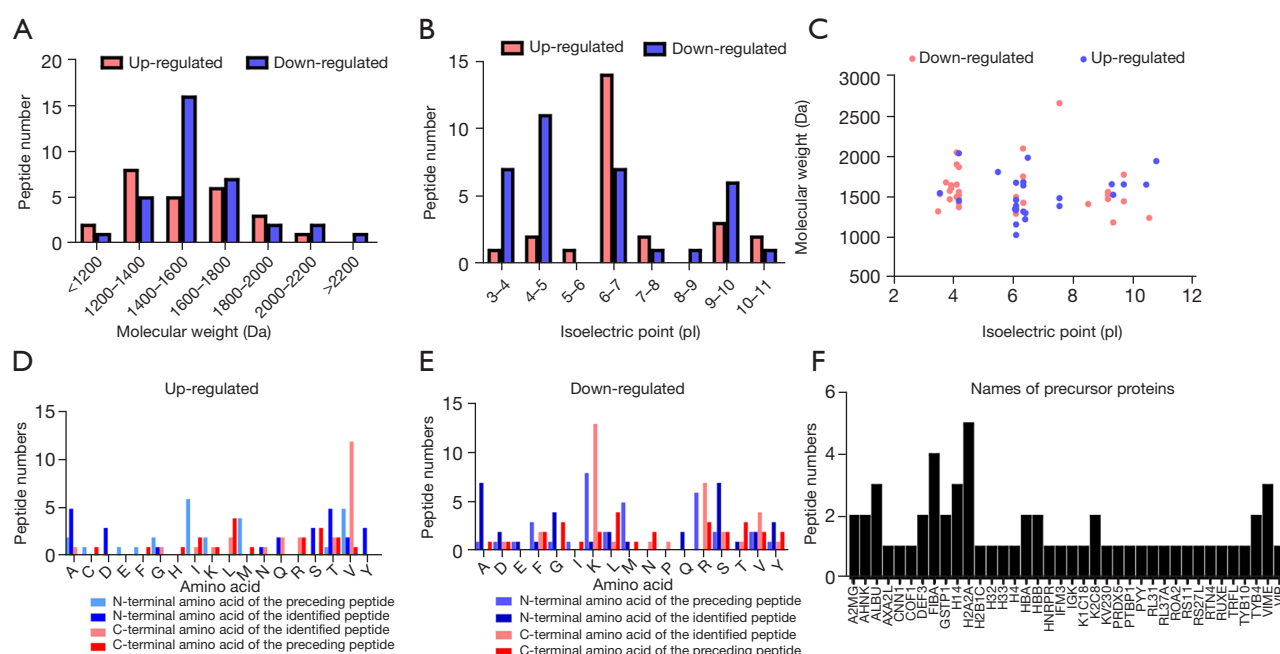 A
Up-regulated
Down-regulated
20
15
10
5
0
Peptide number
<1200
1200–1400
1400–1600
1600–1800
1800–2000
2000–2200
>2200
Molecular weight (Da)
B
Up-regulated
Down-regulated
15
10
5
0
Peptide number
3–4
4–5
5–6
6–7
7–8
8–9
9–10
10–11
Isoelectric point (pI)
C
Down-regulated
Up-regulated
3000
2500
2000
1500
1000
500
Molecular weight (Da)
2 4 6 8 10 12
Isoelectric point (pI)
D
Up-regulated
15
10
5
0
Peptide numbers
A C D E F G H I K L M N Q R S T V Y
Amino acid
N-terminal amino acid of the preceding peptide
N-terminal amino acid of the identified peptide
C-terminal amino acid of the identified peptide
C-terminal amino acid of the preceding peptide
E
Down-regulated
15
10
5
0
Peptide numbers
A D E F G I K L M N P Q R S T V Y
Amino acid
N-terminal amino acid of the preceding peptide
N-terminal amino acid of the identified peptide
C-terminal amino acid of the identified peptide
C-terminal amino acid of the preceding peptide
F
Names of precursor proteins
6
4
2
0
Peptide numbers
A2MG
AHNK
ALBU
AXA2L
CNN1
COF1
DEF3
FIBA
GSTP1
H14
H22A
H2B1C
H32
H33
H4
HBA
HBB
HNRPR
IFM3
IGK
K1C18
K2C8
KV230
PRDX5
PTBP1
PYY
RL31
RL37A
ROA2
RS11
RS27L
RTN4
RUXE
TRFL
TYB10
TYB4
VIME
VIP